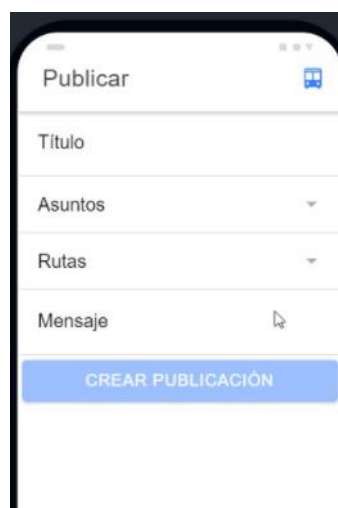 Publicar
Título
Asuntos
Rutas
Mensaje
CREAR PUBLICACIÓN